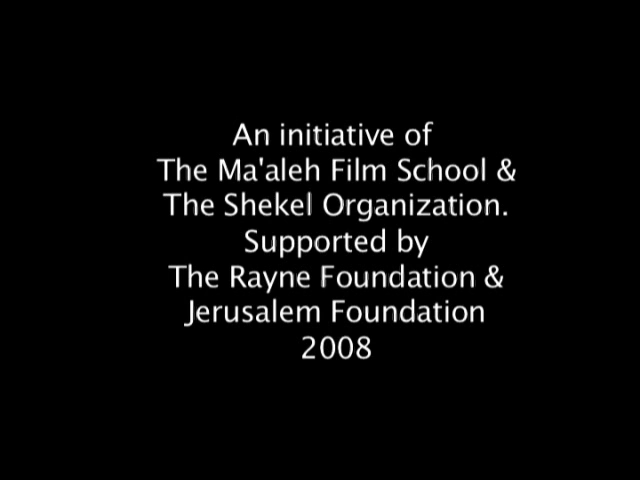 An initiative of
The Ma'aleh Film School &
The Shekel Organization.
Supported by
The Rayne Foundation &
Jerusalem Foundation
2008